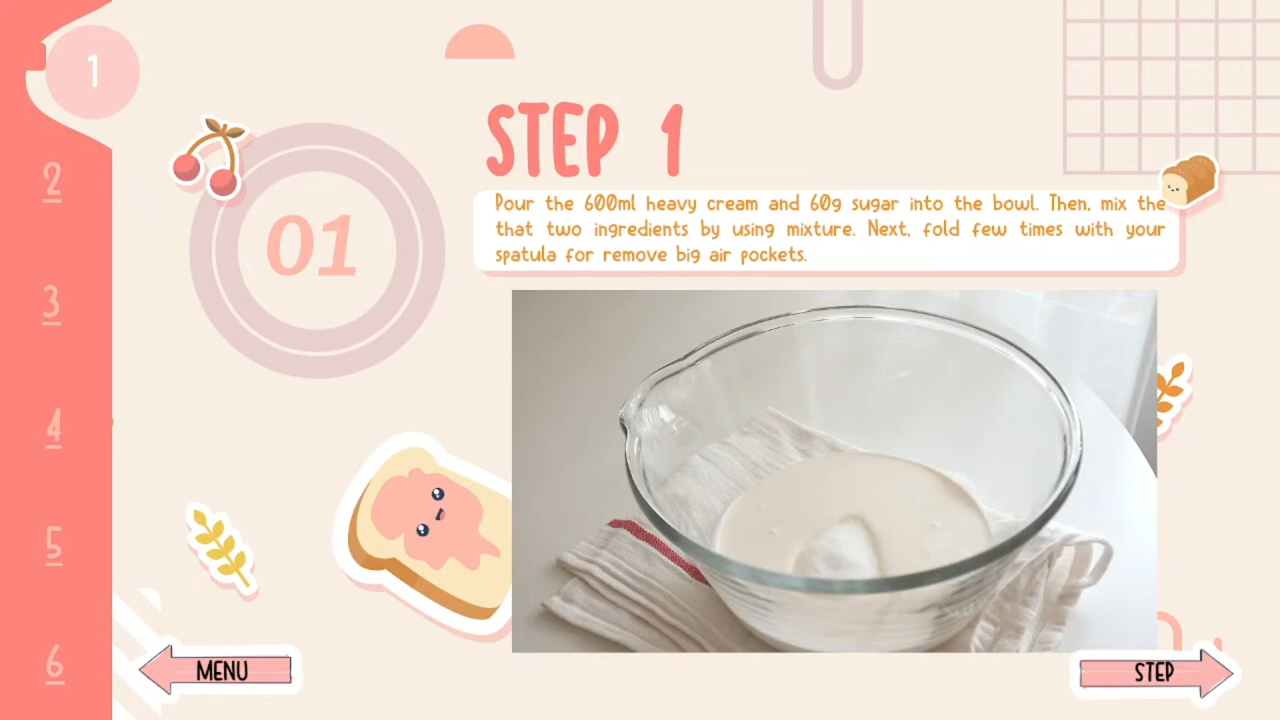 1
2
3
4
5
6
01
STEP 1
Pour the 600ml heavy cream and 60g sugar into the bowl. Then, mix the
that two ingredients by using mixture. Next, fold few times with your
spatula for remove big air pockets.
MENU
STEP